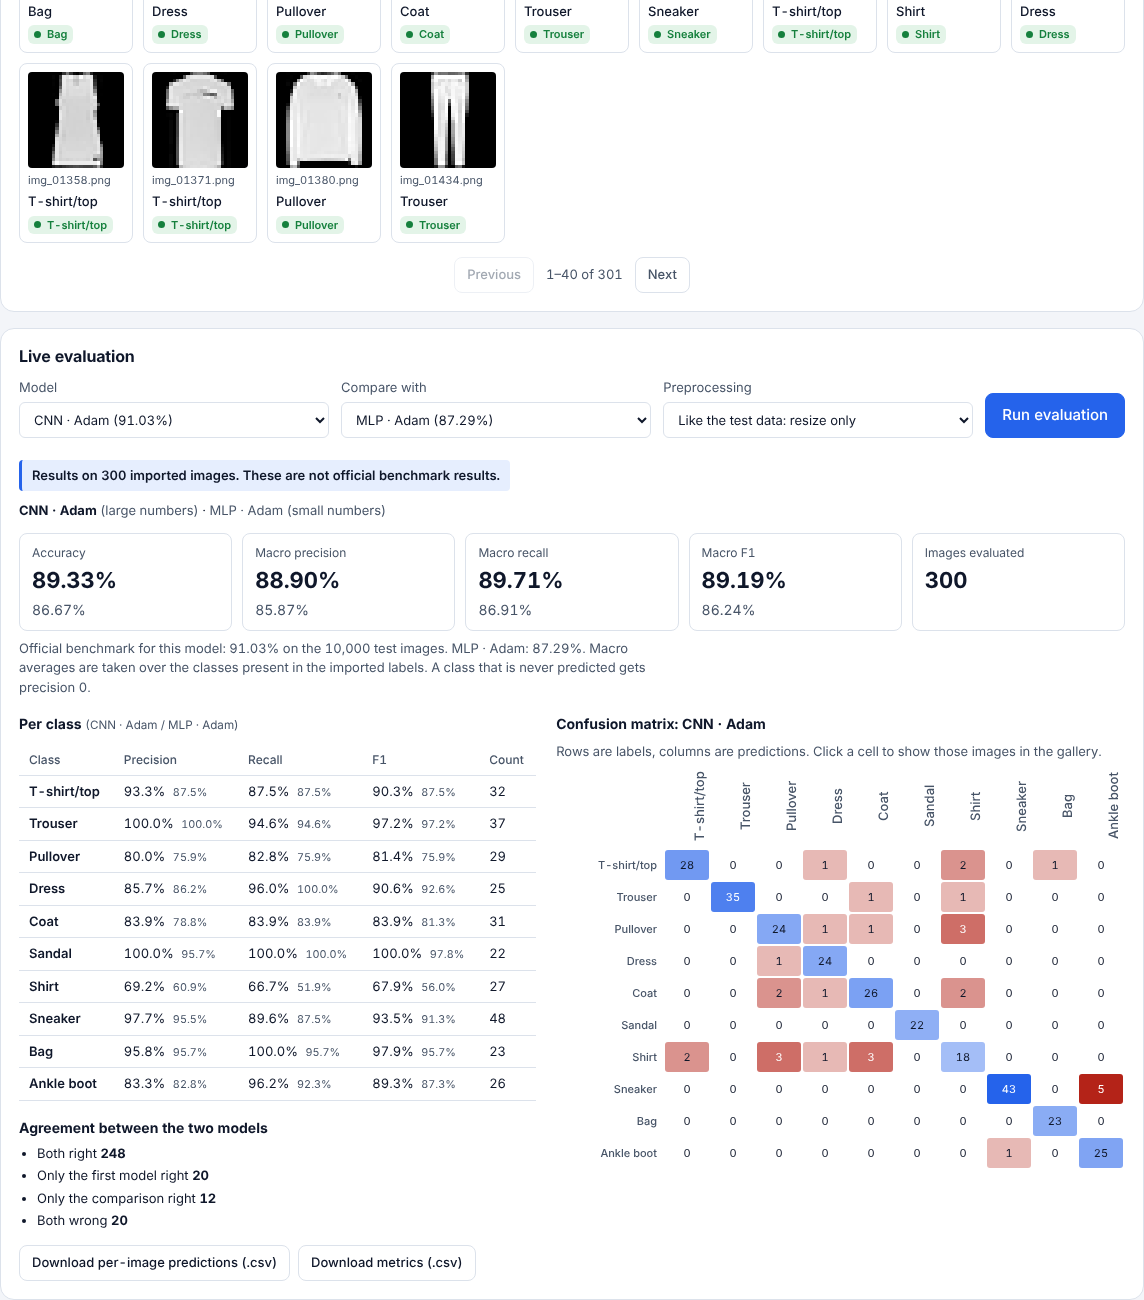 Bag Dress Pullover Coat Trouser Sneaker T-shirt/top Shirt Dress
Bag Dress Pullover Coat Trouser Sneaker T-shirt/top Shirt Dress
img_01358.png img_01371.png img_01380.png img_01434.png
T-shirt/top T-shirt/top Pullover Trouser
T-shirt/top T-shirt/top Pullover Trouser
Previous 1–40 of 301 Next
Live evaluation
Model Compare with Preprocessing
CNN · Adam (91.03%) MLP · Adam (87.29%) Like the test data: resize only Run evaluation
Results on 300 imported images. These are not official benchmark results.
CNN · Adam (large numbers) · MLP · Adam (small numbers)
Accuracy Macro precision Macro recall Macro F1 Images evaluated
89.33% 88.90% 89.71% 89.19% 300
86.67% 85.87% 86.91% 86.24%
Official benchmark for this model: 91.03% on the 10,000 test images. MLP · Adam: 87.29%. Macro
averages are taken over the classes present in the imported labels. A class that is never predicted gets
precision 0.
Per class (CNN · Adam / MLP · Adam)
Class Precision Recall F1 Count
T-shirt/top 93.3% 87.5% 87.5% 87.5% 90.3% 87.5% 32
Trouser 100.0% 100.0% 94.6% 94.6% 97.2% 97.2% 37
Pullover 80.0% 75.9% 82.8% 75.9% 81.4% 75.9% 29
Dress 85.7% 86.2% 96.0% 100.0% 90.6% 92.6% 25
Coat 83.9% 78.8% 83.9% 83.9% 83.9% 81.3% 31
Sandal 100.0% 95.7% 100.0% 100.0% 100.0% 97.8% 22
Shirt 69.2% 60.9% 66.7% 51.9% 67.9% 56.0% 27
Sneaker 97.7% 95.5% 89.6% 87.5% 93.5% 91.3% 48
Bag 95.8% 95.7% 100.0% 95.7% 97.9% 95.7% 23
Ankle boot 83.3% 82.8% 96.2% 92.3% 89.3% 87.3% 26
Agreement between the two models
• Both right 248
• Only the first model right 20
• Only the comparison right 12
• Both wrong 20
Download per-image predictions (.csv) Download metrics (.csv)
Confusion matrix: CNN · Adam
Rows are labels, columns are predictions. Click a cell to show those images in the gallery.
T-shirt/top Trouser Pullover Dress Coat Sandal Shirt Sneaker Bag Ankle boot
T-shirt/top 28 0 0 1 0 0 2 0 1 0
Trouser 0 35 0 0 1 0 1 0 0 0
Pullover 0 0 24 1 1 0 3 0 0 0
Dress 0 0 1 24 0 0 0 0 0 0
Coat 0 0 2 1 26 0 2 0 0 0
Sandal 0 0 0 0 0 22 0 0 0 0
Shirt 2 0 3 1 3 0 18 0 0 0
Sneaker 0 0 0 0 0 0 0 43 0 5
Bag 0 0 0 0 0 0 0 0 23 0
Ankle boot 0 0 0 0 0 0 0 1 0 25